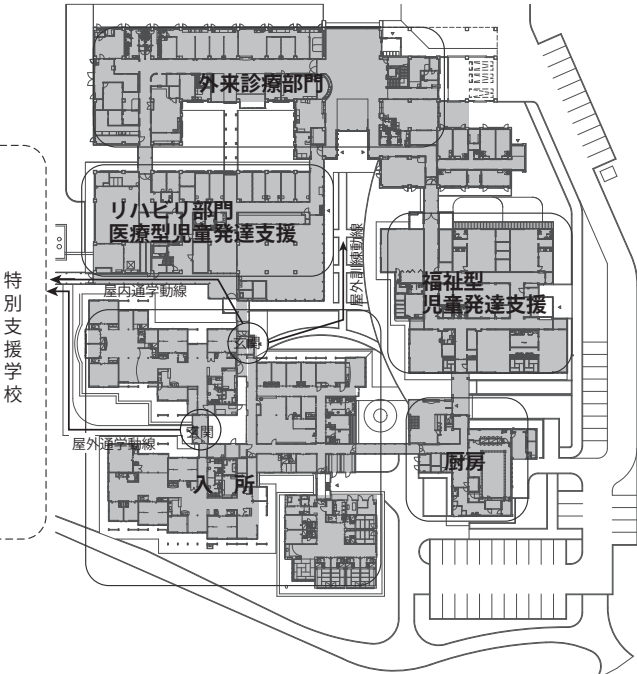 外来診療部門
リハビリ部門
医療型児童発達支援
屋外訓練動線
福祉型
児童発達支援
特別支援学校
屋内通学動線
玄関
玄関
屋外通学動線
入所
厨房